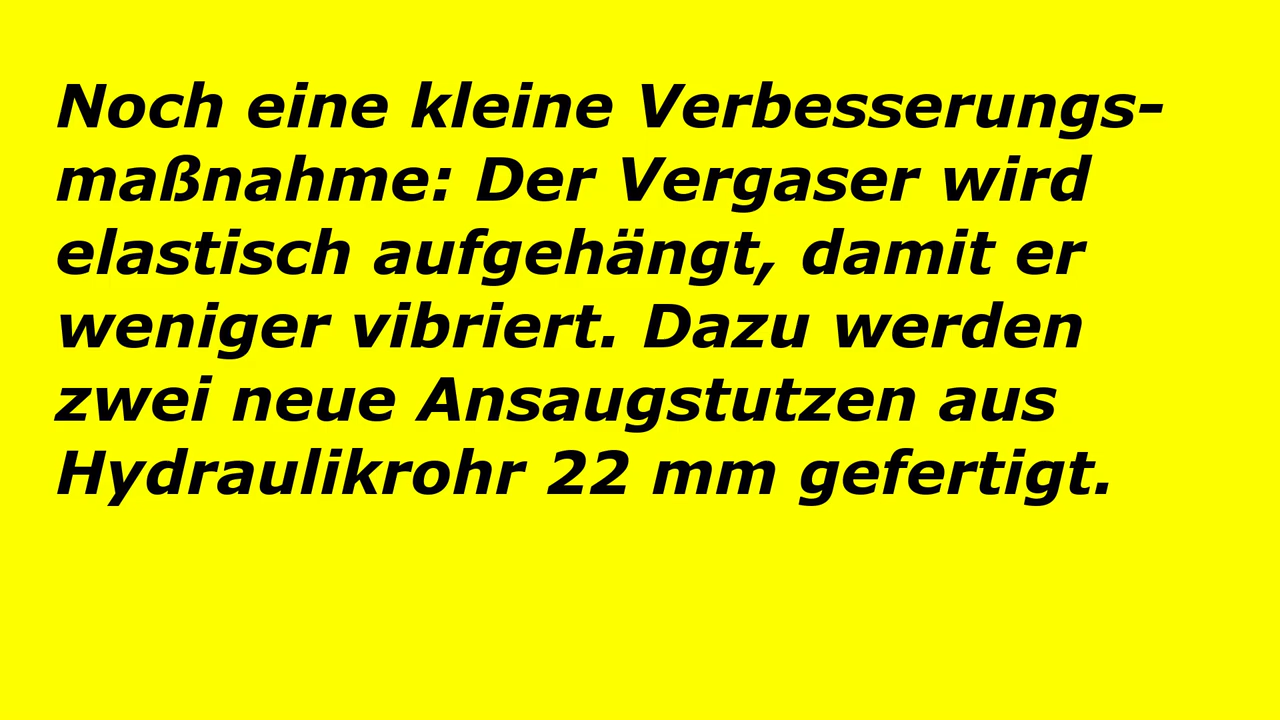 Noch eine kleine Verbesserungs-
maßnahme: Der Vergaser wird
elastisch aufgehängt, damit er
weniger vibriert. Dazu werden
zwei neue Ansaugstutzen aus
Hydraulikrohr 22 mm gefertigt.